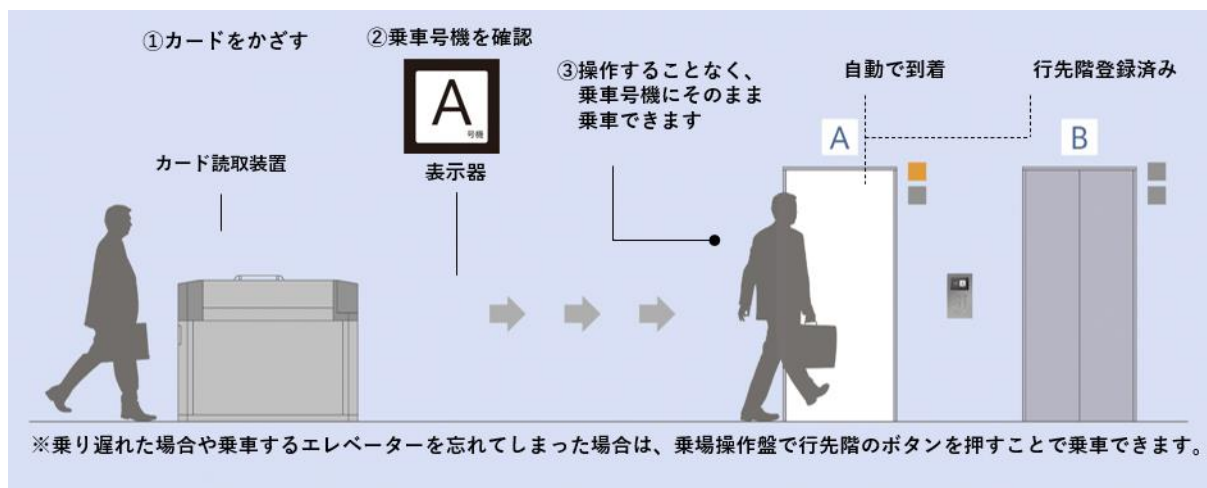 ①カードをかざす
②乗車号機を確認
A
号機
表示器
カード読取装置
③操作することなく、
乗車号機にそのまま
乗車できます
自動で到着
行先階登録済み
A
B
※乗り遅れた場合や乗車するエレベーターを忘れてしまった場合は、乗場操作盤で行先階のボタンを押すことで乗車できます。